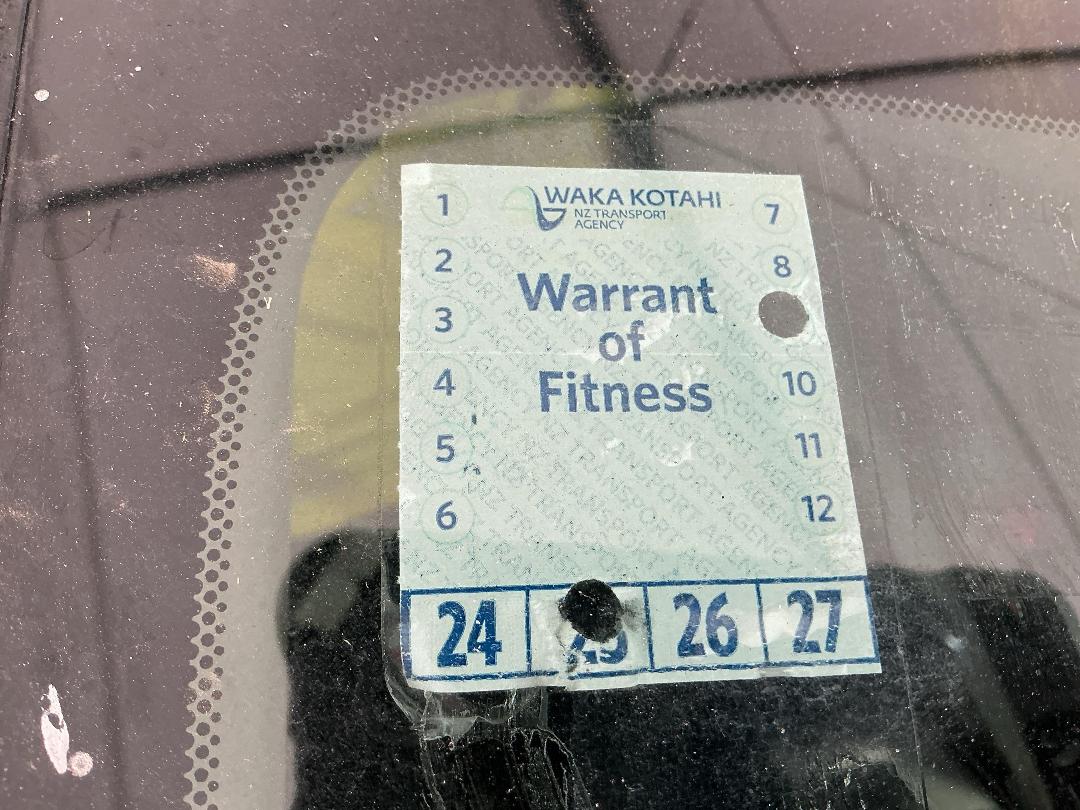 WAKA KOTAHI
NZ TRANSPORT
AGENCY
1
2
3
4
5
6
7
8
10
11
12
Warrant
of
Fitness
24 25 26 27